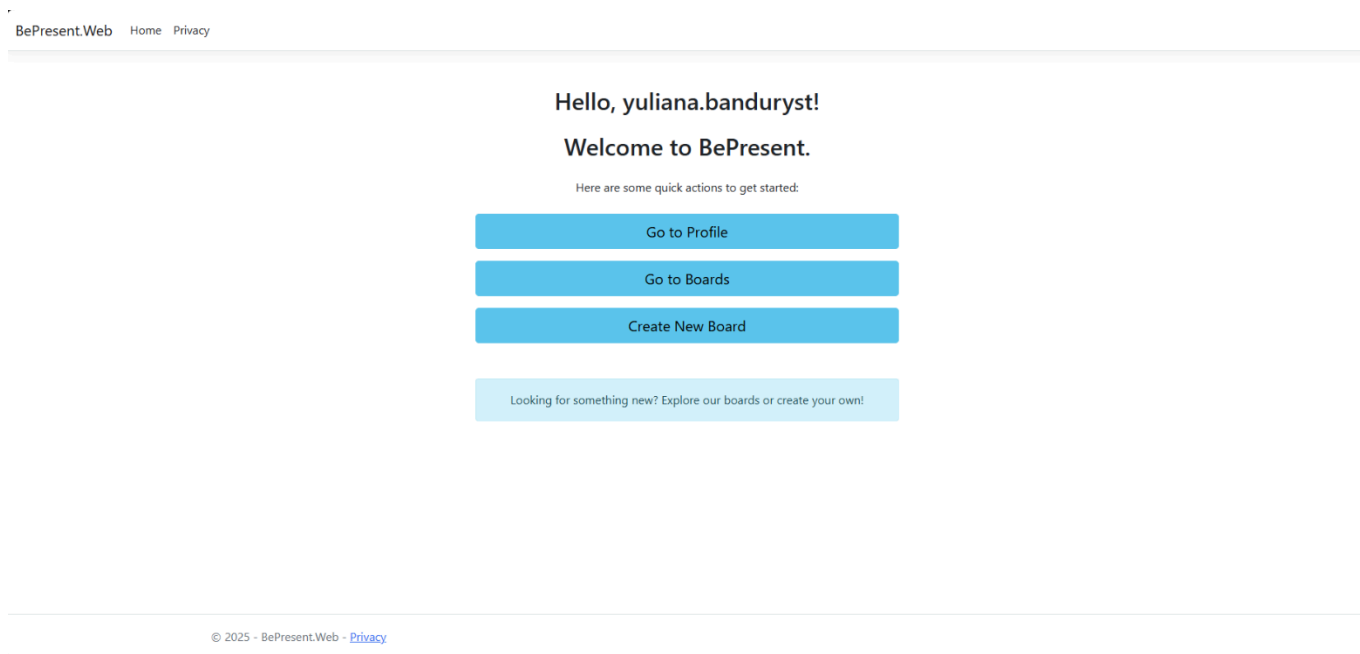 BePresent.Web Home Privacy
Hello, yuliana.banduryst!
Welcome to BePresent.
Here are some quick actions to get started:
Go to Profile
Go to Boards
Create New Board
Looking for something new? Explore our boards or create your own!
© 2025 - BePresent.Web - Privacy